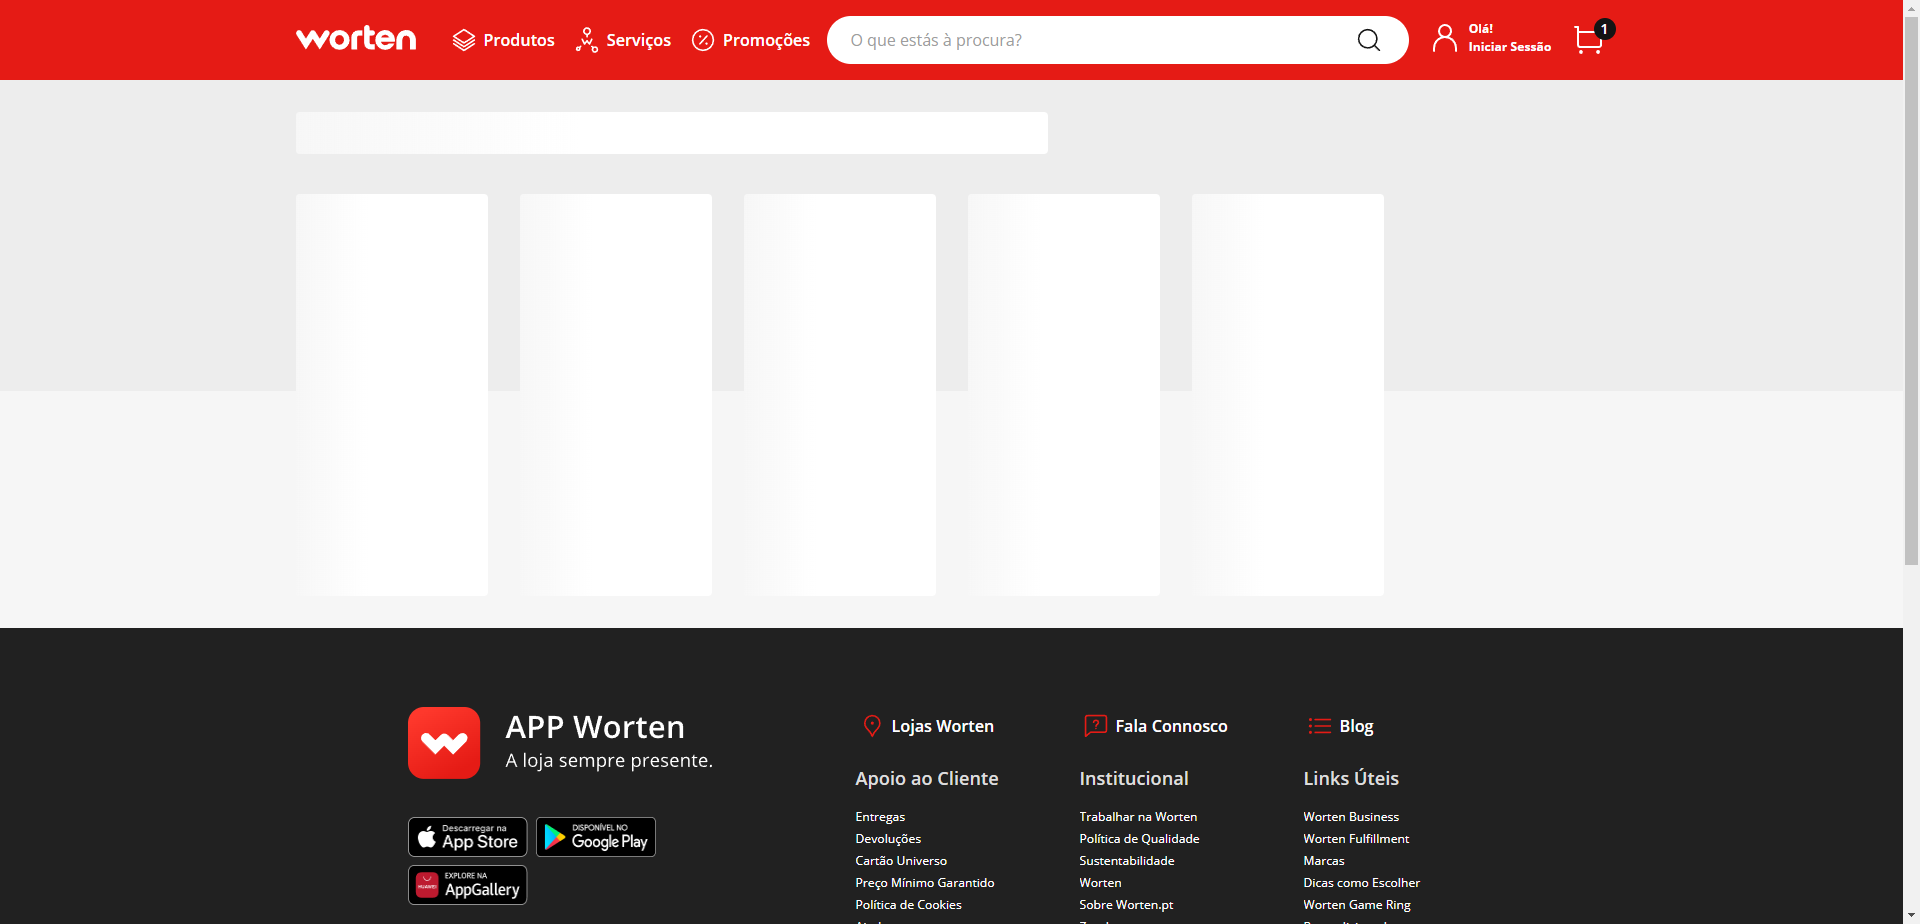 worten
Produtos
Serviços
Promoções
O que estás à procura?
Olá!
Iniciar Sessão
1
APP Worten
A loja sempre presente.
Descarregar na
App Store
DISPONÍVEL NO
Google Play
EXPLORE NA
AppGallery
HUAWEI
Lojas Worten
Apoio ao Cliente
Entregas
Devoluções
Cartão Universo
Preço Mínimo Garantido
Política de Cookies
Fala Connosco
Institucional
Trabalhar na Worten
Política de Qualidade
Sustentabilidade
Worten
Sobre Worten.pt
Blog
Links Úteis
Worten Business
Worten Fulfillment
Marcas
Dicas como Escolher
Worten Game Ring